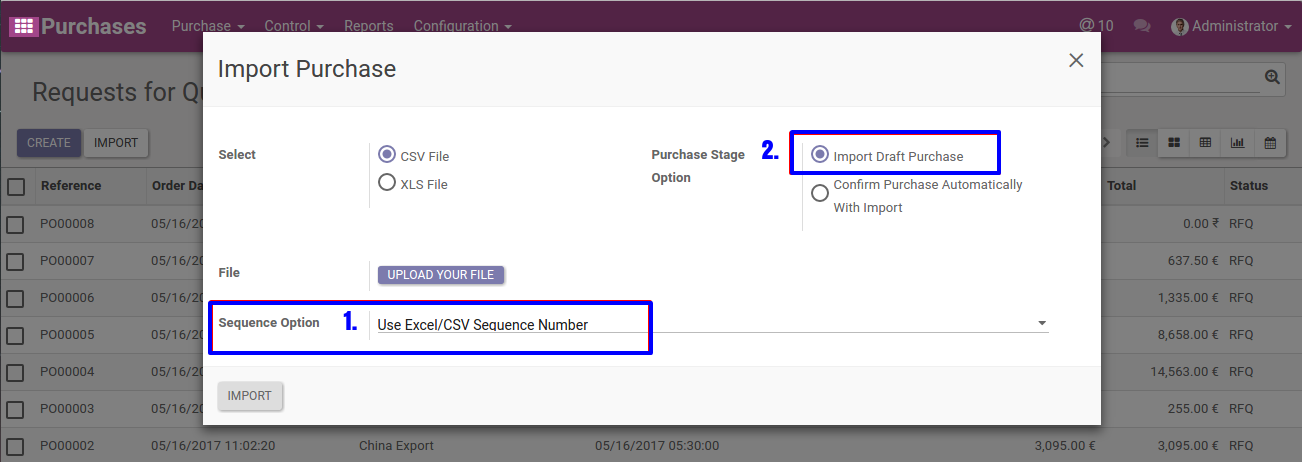 Purchases Purchase Control Reports Configuration @ 10 Administrator
Import Purchase
Requests for Qu
CREATE IMPORT
Select
CSV File
XLS File
2.
Purchase Stage
Option
Import Draft Purchase
Confirm Purchase Automatically
With Import
File
UPLOAD YOUR FILE
Sequence Option
1.
Use Excel/CSV Sequence Number
IMPORT
Reference Order Da Total Status
PO00008 05/16/20 0.00 ₹ RFQ
PO00007 05/16/20 637.50 € RFQ
PO00006 05/16/20 1,335.00 € RFQ
PO00005 05/16/20 8,658.00 € RFQ
PO00004 05/16/20 14,563.00 € RFQ
PO00003 05/16/20 255.00 € RFQ
PO00002 05/16/2017 11:02:20 China Export 05/16/2017 05:30:00 3,095.00 € 3,095.00 € RFQ